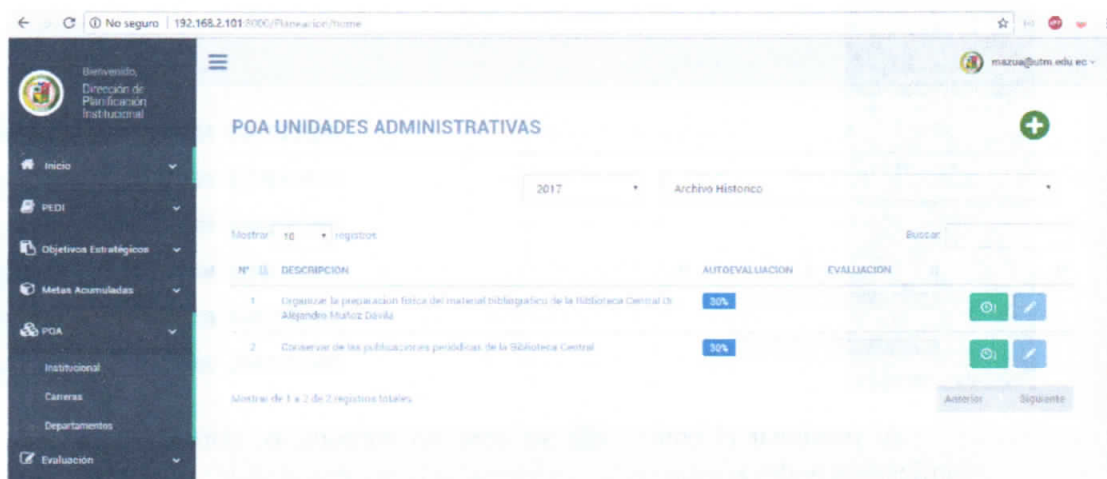 No seguro | 192.168.2.101:8000/Planeacion/home
Bienvenido,
Dirección de
Planificación
Institucional
mazua@utm.edu.ec
POA UNIDADES ADMINISTRATIVAS
Inicio
PEDI
Objetivos Estratégicos
Metas Acumuladas
POA
Institucional
Carreras
Departamentos
Evaluación
2017 Archivo Historico
Mostrar 10 registros Buscar
N° DESCRIPCION AUTOEVALUACION EVALUACION
1 Organizar la preparación física del material bibliográfico de la Biblioteca Central Dr
Alejandro Muñoz Dávila 30%
2 Conservar de las publicaciones periódicas de la Biblioteca Central 30%
Mostrar de 1 a 2 de 2 registros totales Anterior Siguiente